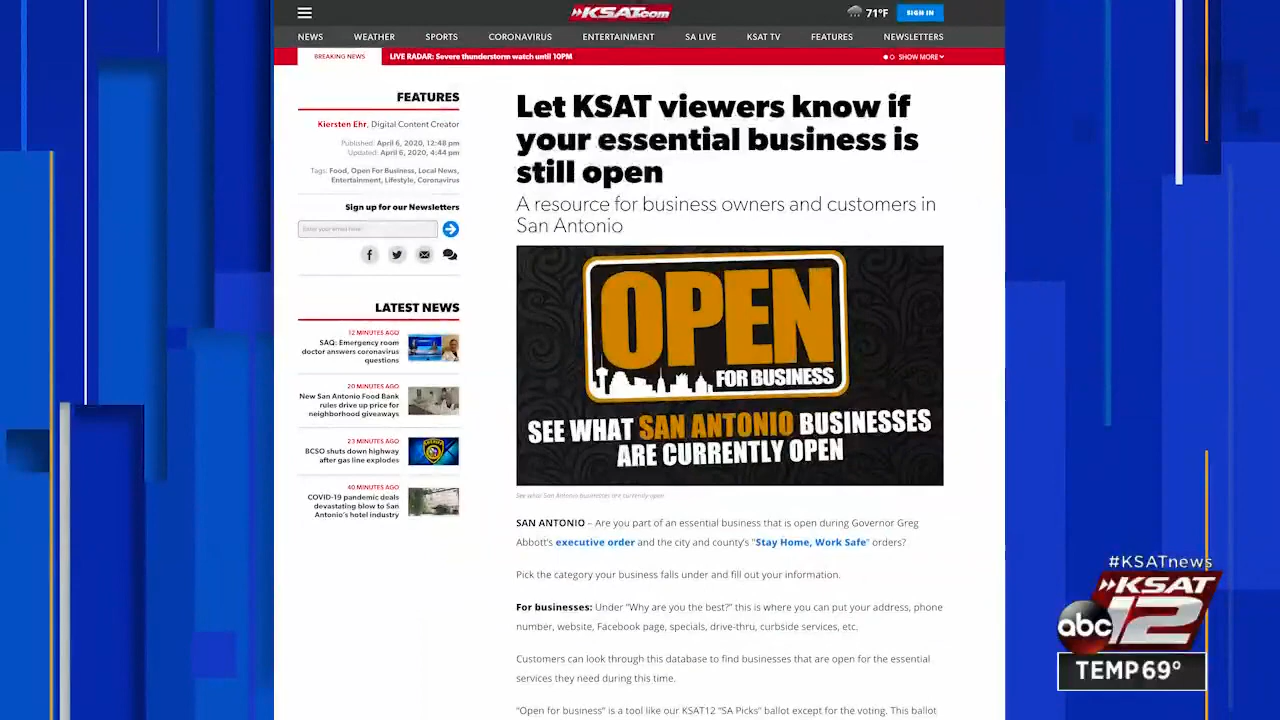 KSAT.com
71°F
SIGN IN
NEWS WEATHER SPORTS CORONAVIRUS ENTERTAINMENT SA LIVE KSAT TV FEATURES NEWSLETTERS
BREAKING NEWS
LIVE RADAR: Severe thunderstorm watch until 10PM
SHOW MORE
FEATURES
Kiersten Ehr, Digital Content Creator
Published: April 6, 2020, 12:48 pm
Updated: April 6, 2020, 4:44 pm
Tags: Food, Open For Business, Local News,
Entertainment, Lifestyle, Coronavirus
Sign up for our Newsletters
Enter your email here
LATEST NEWS
12 MINUTES AGO
SAQ: Emergency room
doctor answers coronavirus
questions
20 MINUTES AGO
New San Antonio Food Bank
rules drive up price for
neighborhood giveaways
23 MINUTES AGO
BCSO shuts down highway
after gas line explodes
40 MINUTES AGO
COVID-19 pandemic deals
devastating blow to San
Antonio's hotel industry
Let KSAT viewers know if
your essential business is
still open
A resource for business owners and customers in
San Antonio
OPEN
FOR BUSINESS
SEE WHAT SAN ANTONIO BUSINESSES
ARE CURRENTLY OPEN
See what San Antonio businesses are currently open.
SAN ANTONIO – Are you part of an essential business that is open during Governor Greg
Abbott's executive order and the city and county's "Stay Home, Work Safe" orders?
Pick the category your business falls under and fill out your information.
For businesses: Under "Why are you the best?" this is where you can put your address, phone
number, website, Facebook page, specials, drive-thru, curbside services, etc.
Customers can look through this database to find businesses that are open for the essential
services they need during this time.
"Open for business" is a tool like our KSAT12 "SA Picks" ballot except for the voting. This ballot
#KSATnews
KSAT
abc 12
TEMP 69°